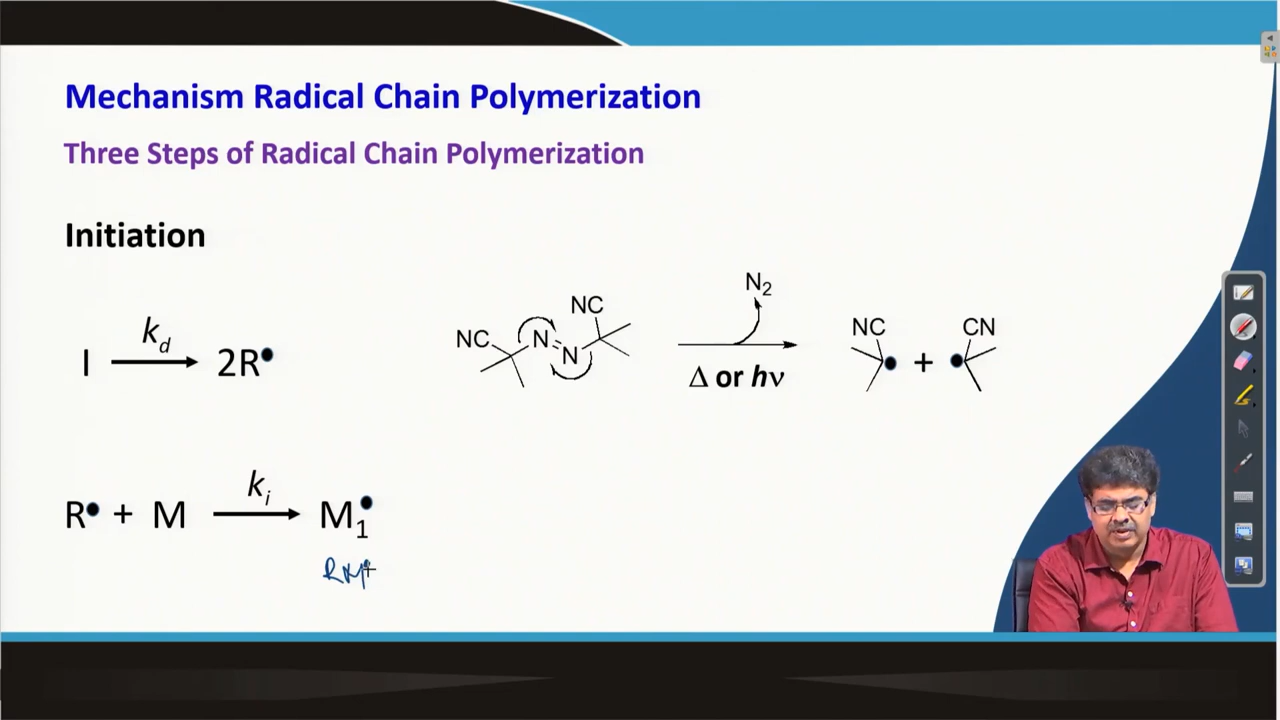 Mechanism Radical Chain Polymerization
Three Steps of Radical Chain Polymerization
Initiation
I k_d 2R•
NC N=N NC
N₂
Δ or hν
NC • + • CN
R• + M k_i M₁•
RM•